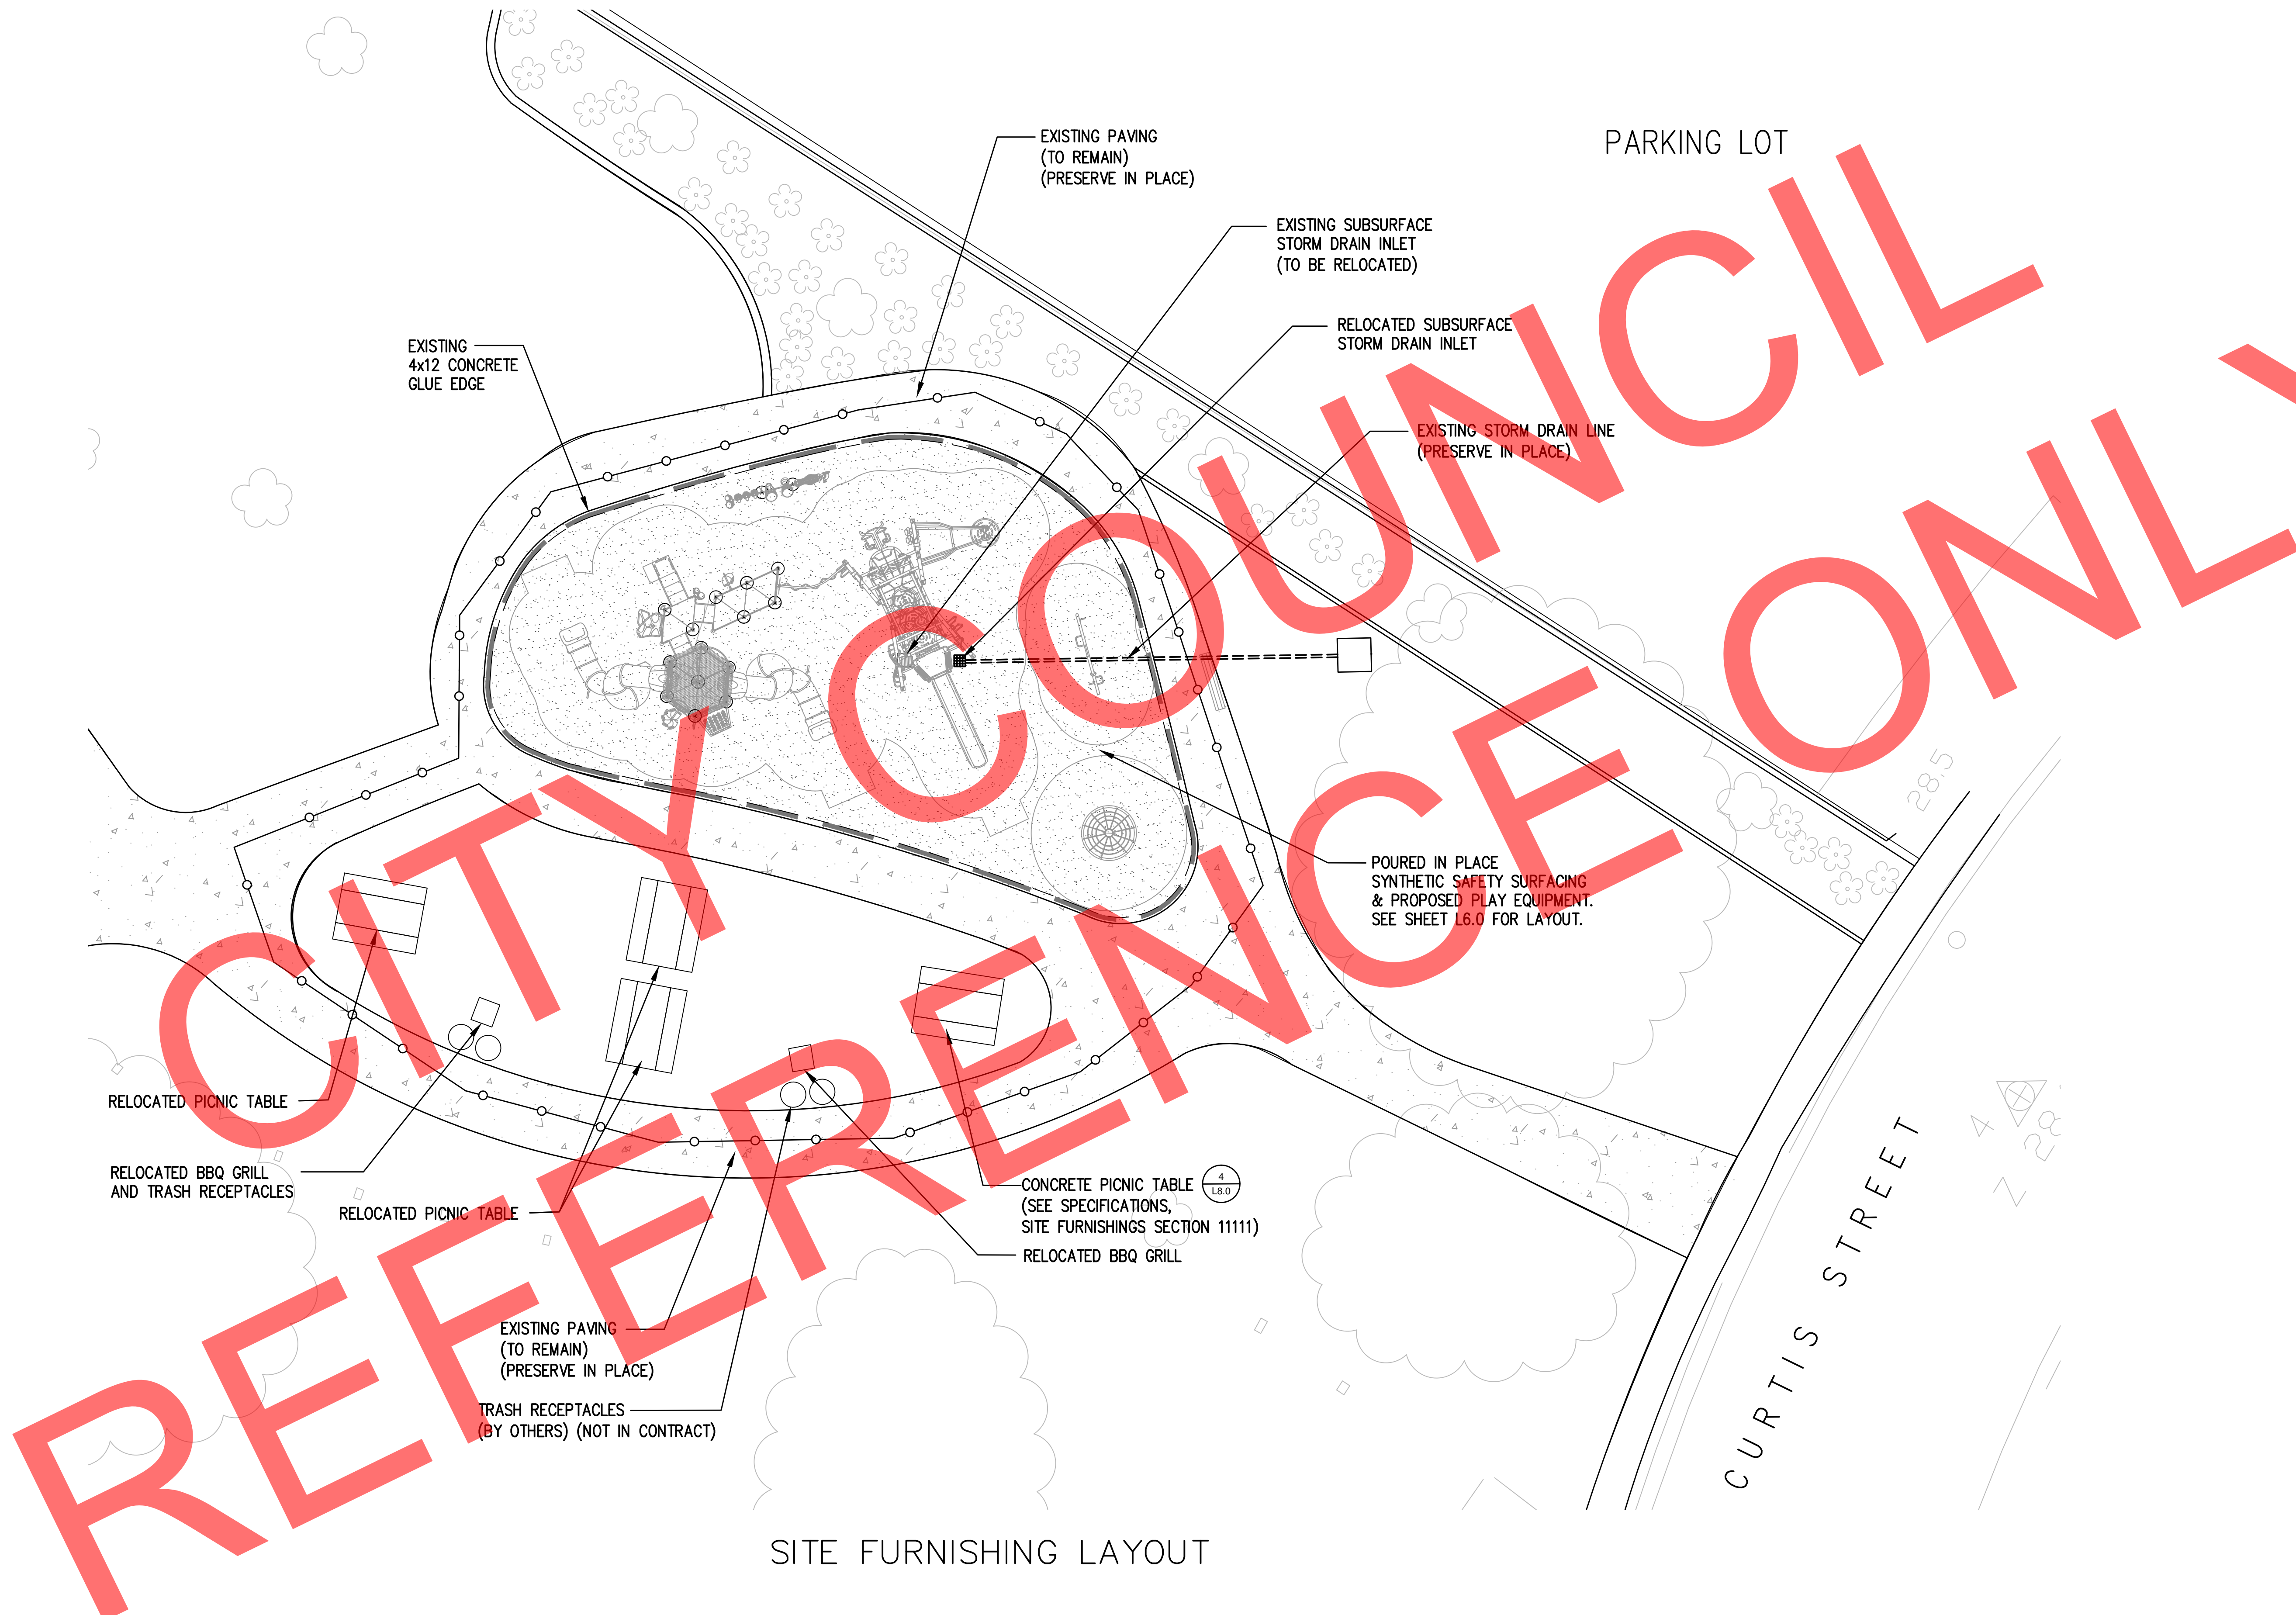 PARKING LOT
EXISTING PAVING
(TO REMAIN)
(PRESERVE IN PLACE)
EXISTING SUBSURFACE
STORM DRAIN INLET
(TO BE RELOCATED)
RELOCATED SUBSURFACE
STORM DRAIN INLET
EXISTING
4x12 CONCRETE
GLUE EDGE
EXISTING STORM DRAIN LINE
(PRESERVE IN PLACE)
28.5
POURED IN PLACE
SYNTHETIC SAFETY SURFACING
& PROPOSED PLAY EQUIPMENT.
SEE SHEET L6.0 FOR LAYOUT.
RELOCATED PICNIC TABLE
RELOCATED BBQ GRILL
AND TRASH RECEPTACLES
RELOCATED PICNIC TABLE
CONCRETE PICNIC TABLE
(SEE SPECIFICATIONS,
SITE FURNISHINGS SECTION 11111)
4
L8.0
RELOCATED BBQ GRILL
EXISTING PAVING
(TO REMAIN)
(PRESERVE IN PLACE)
TRASH RECEPTACLES
(BY OTHERS) (NOT IN CONTRACT)
CURTIS STREET
SITE FURNISHING LAYOUT
CITY COUNCIL
REFERENCE ONLY